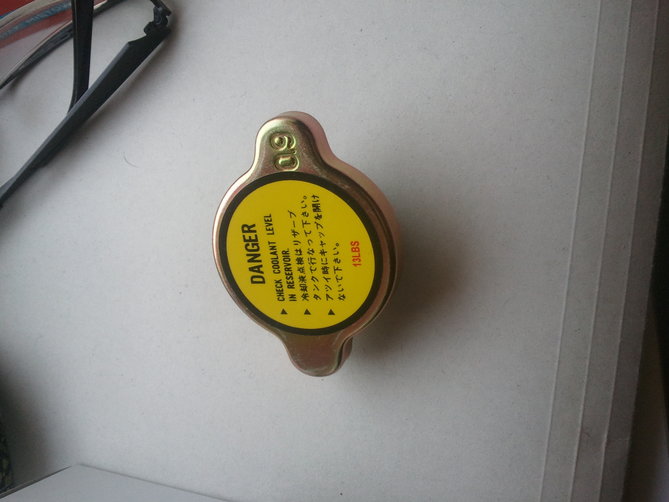 0.9
DANGER
▶ CHECK COOLANT LEVEL
IN RESERVOIR.
▶ 冷却液点検はリザーブ
タンクで行なって下さい。
▶ アツイ時にキャップを開け
ないで下さい。
13LBS